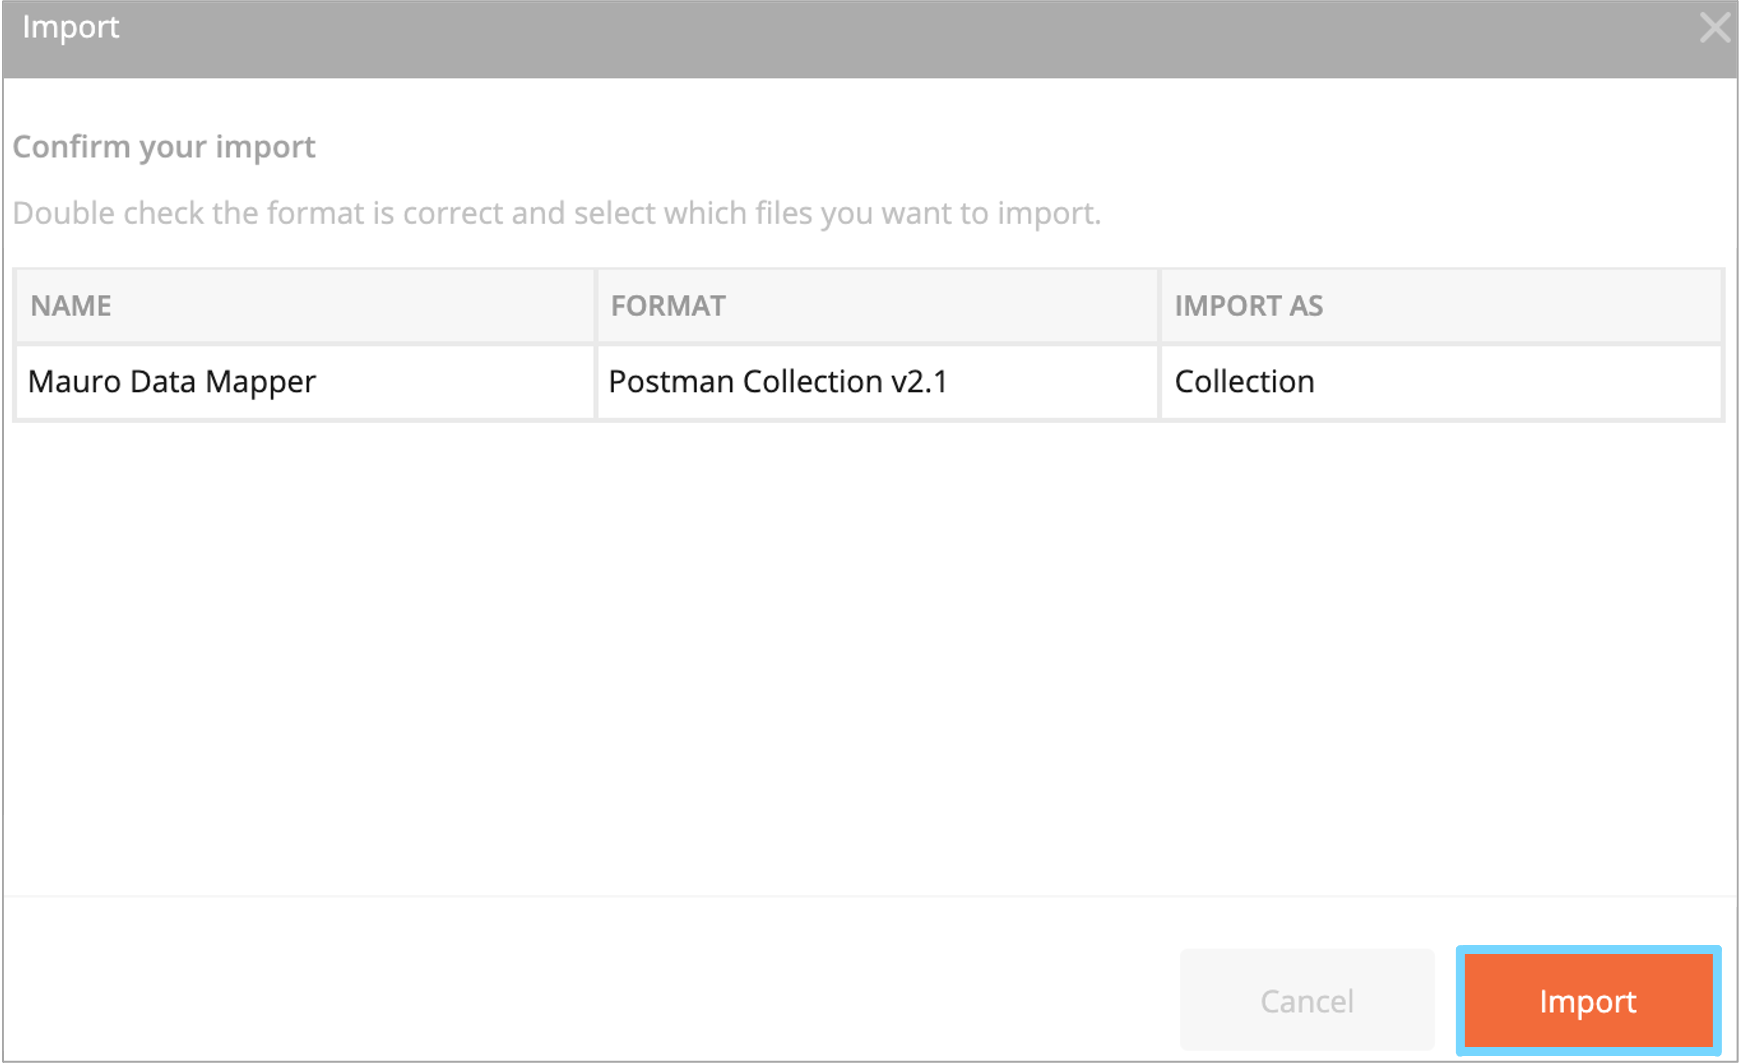 Import
Confirm your import
Double check the format is correct and select which files you want to import.
NAME FORMAT IMPORT AS
Mauro Data Mapper Postman Collection v2.1 Collection
Cancel Import